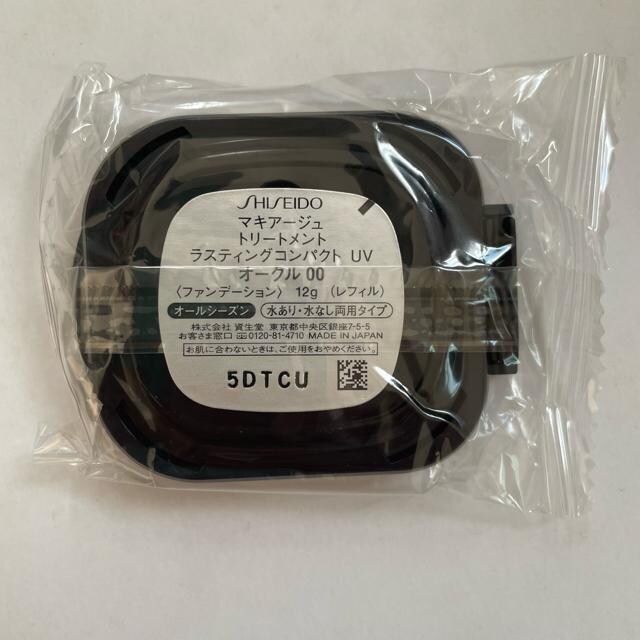 SHISEIDO
マキアージュ
トリートメント
ラスティングコンパクト UV
オークル 00
〈ファンデーション〉 12g (レフィル)
オールシーズン 水あり・水なし両用タイプ
株式会社 資生堂 東京都中央区銀座7-5-5
お客さま窓口 0120-81-4710 MADE IN JAPAN
お肌に合わないときは、ご使用をおやめください。
5DTCU